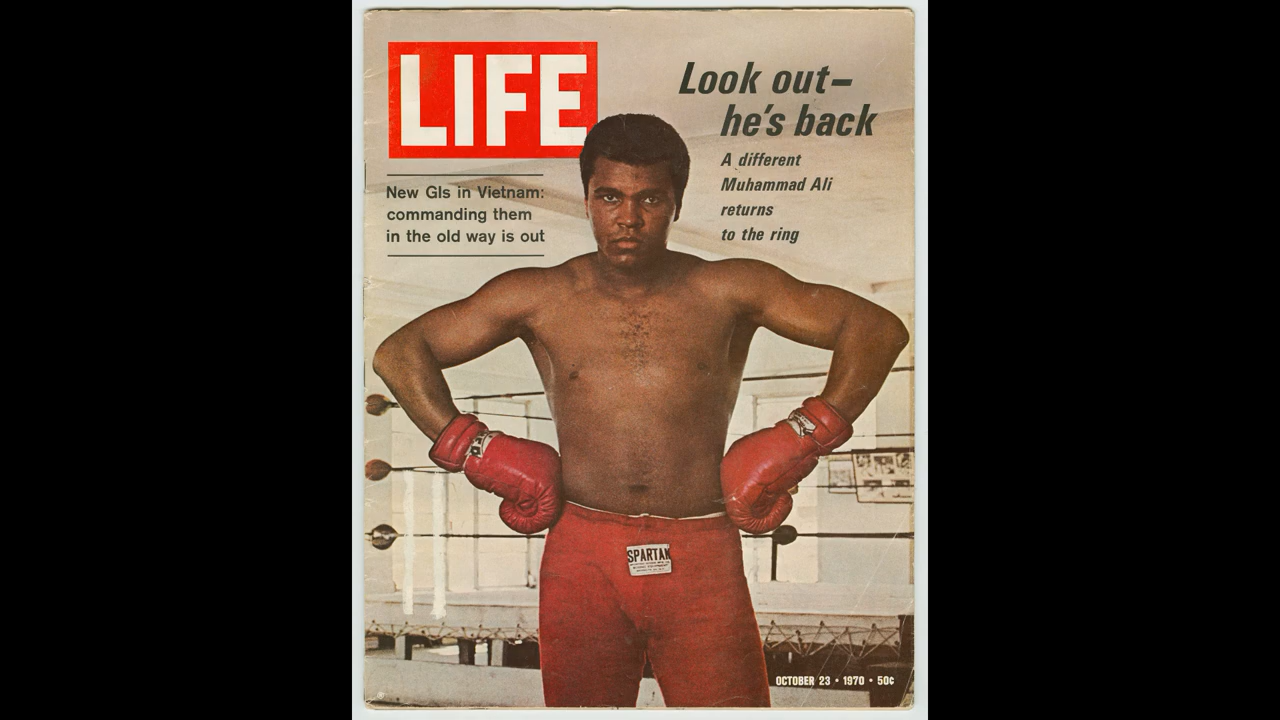 LIFE
Look out–
he's back
A different
Muhammad Ali
returns
to the ring
New GIs in Vietnam:
commanding them
in the old way is out
SPARTAN
OCTOBER 23 • 1970 • 50¢